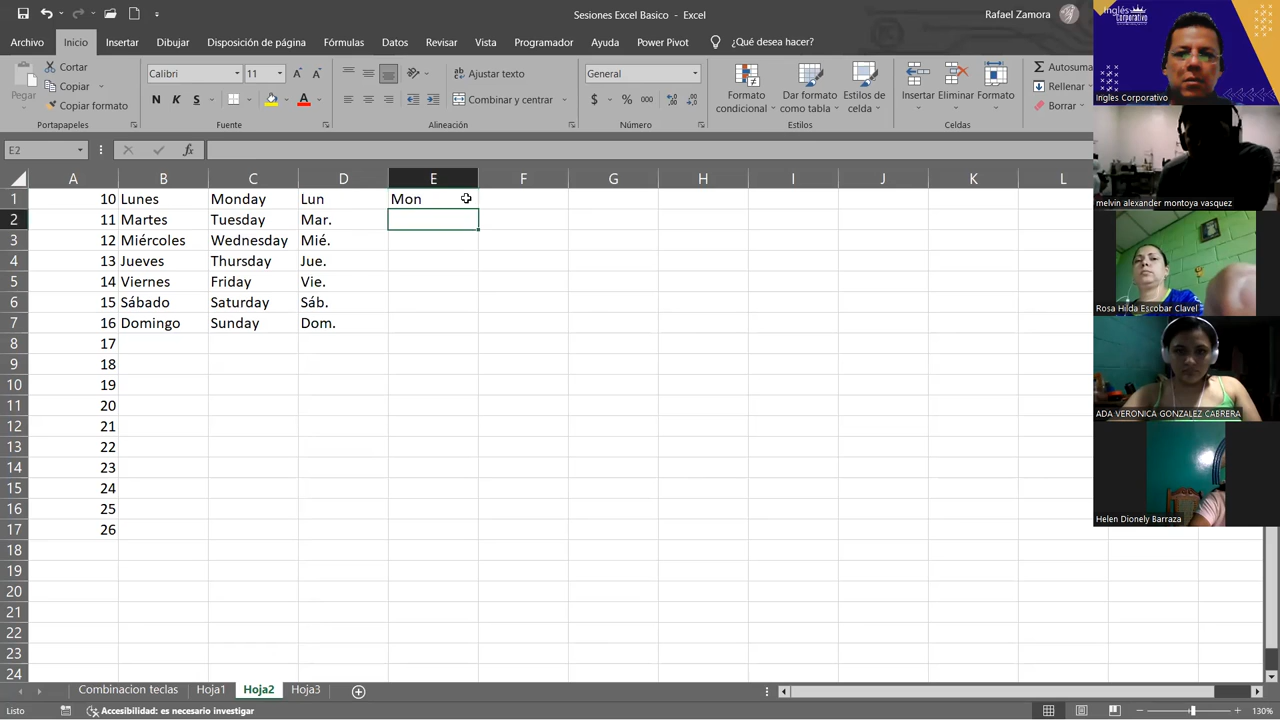 Sesiones Excel Basico - Excel
Rafael Zamora
Archivo Inicio Insertar Dibujar Disposición de página Fórmulas Datos Revisar Vista Programador Ayuda Power Pivot ¿Qué desea hacer?
Pegar
Cortar
Copiar
Copiar formato
Portapapeles
Calibri 11
N K S
Fuente
Ajustar texto
Combinar y centrar
Alineación
General
$ % 000
Número
Formato condicional
Dar formato como tabla
Estilos de celda
Estilos
Insertar Eliminar Formato
Celdas
Autosuma
Rellenar
Borrar
E2
fx
A B C D E F G H I J K L
1 10 Lunes Monday Lun Mon
2 11 Martes Tuesday Mar.
3 12 Miércoles Wednesday Mié.
4 13 Jueves Thursday Jue.
5 14 Viernes Friday Vie.
6 15 Sábado Saturday Sáb.
7 16 Domingo Sunday Dom.
8 17
9 18
10 19
11 20
12 21
13 22
14 23
15 24
16 25
17 26
18
19
20
21
22
23
24
Combinacion teclas Hoja1 Hoja2 Hoja3
Listo
Accesibilidad: es necesario investigar
130%
Inglés Corporativo
Ingles Corporativo
melvin alexander montoya vasquez
Rosa Hilda Escobar Clavel
ADA VERONICA GONZALEZ CABRERA
Helen Dionely Barraza